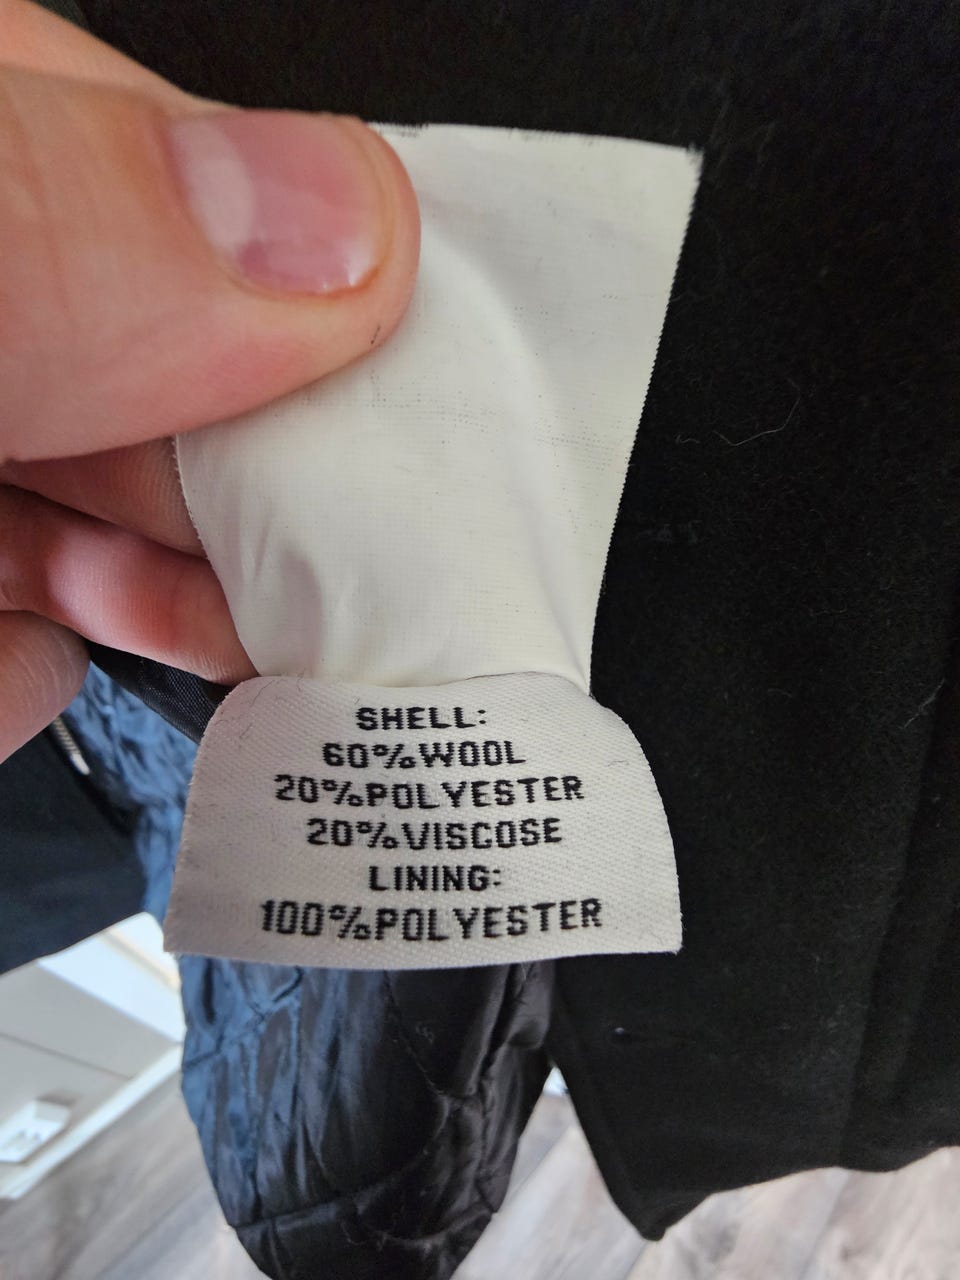 SHELL:
60%WOOL
20%POLYESTER
20%VISCOSE
LINING:
100%POLYESTER